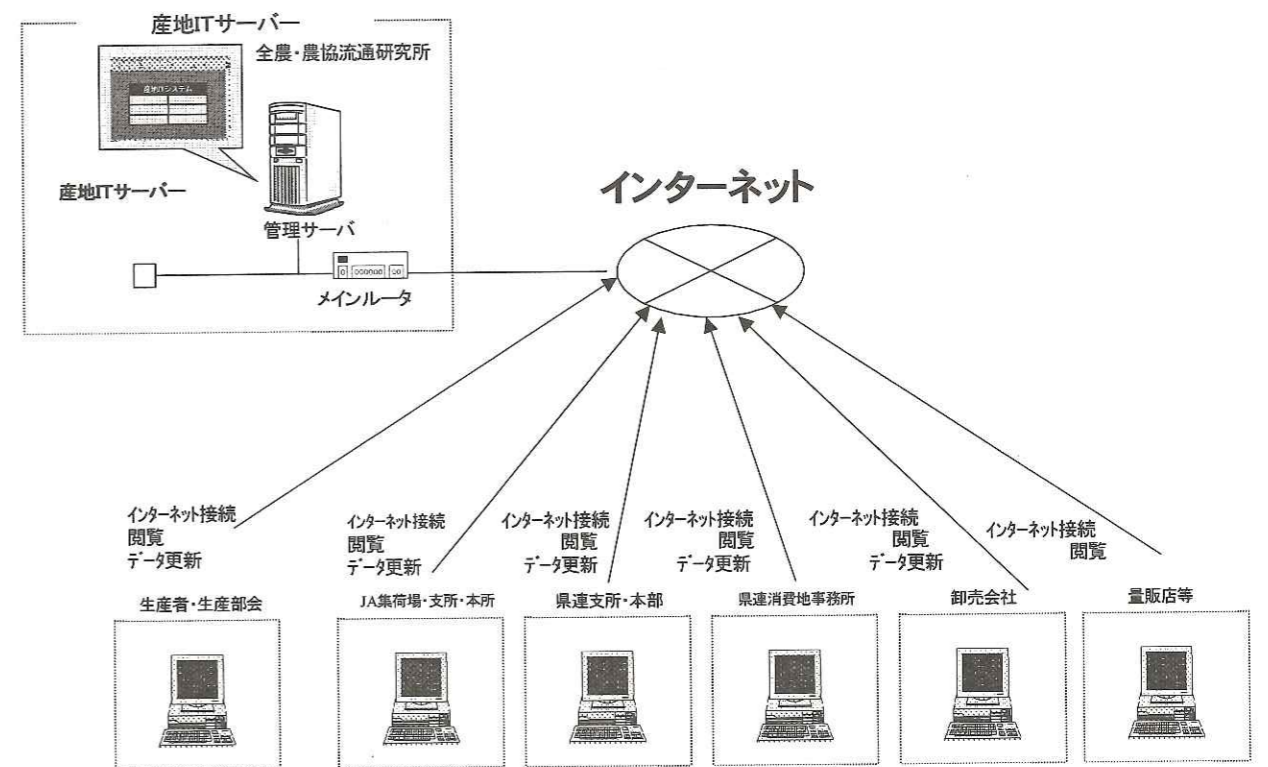 産地ITサーバー
全農・農協流通研究所
産地ITシステム
産地ITサーバー
管理サーバ
メインルータ
インターネット
インターネット接続
閲覧
データ更新
インターネット接続
閲覧
データ更新
インターネット接続
閲覧
データ更新
インターネット接続
閲覧
データ更新
インターネット接続
閲覧
データ更新
インターネット接続
閲覧
生産者・生産部会
JA集荷場・支所・本所
県連支所・本部
県連消費地事務所
卸売会社
量販店等